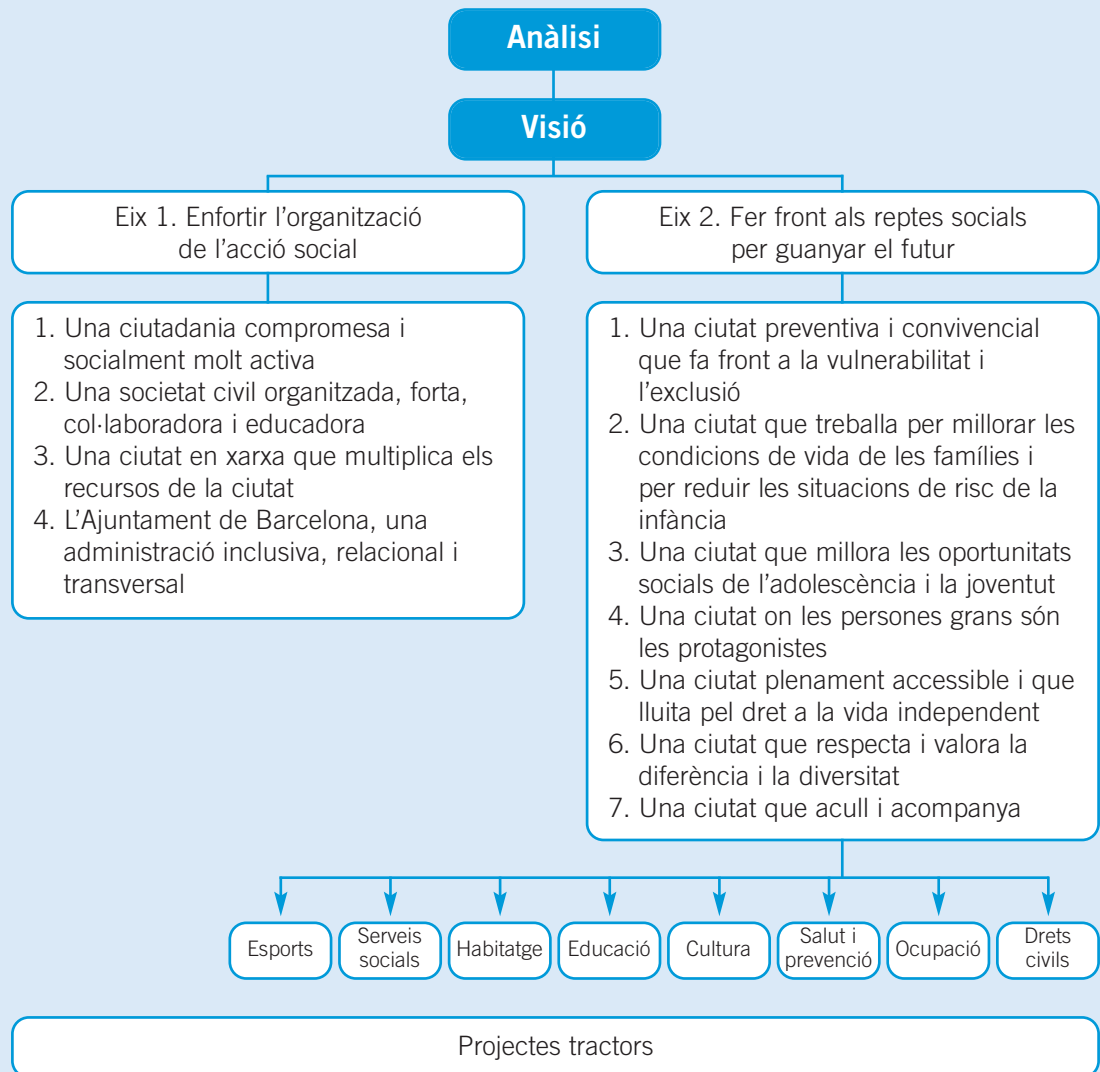 Anàlisi
Visió
Eix 1. Enfortir l'organització
de l'acció social
Eix 2. Fer front als reptes socials
per guanyar el futur
1. Una ciutadania compromesa i
socialment molt activa
2. Una societat civil organitzada, forta,
col·laboradora i educadora
3. Una ciutat en xarxa que multiplica els
recursos de la ciutat
4. L'Ajuntament de Barcelona, una
administració inclusiva, relacional i
transversal
1. Una ciutat preventiva i convivencial
que fa front a la vulnerabilitat i
l'exclusió
2. Una ciutat que treballa per millorar les
condicions de vida de les famílies i
per reduir les situacions de risc de la
infància
3. Una ciutat que millora les oportunitats
socials de l'adolescència i la joventut
4. Una ciutat on les persones grans són
les protagonistes
5. Una ciutat plenament accessible i que
lluita pel dret a la vida independent
6. Una ciutat que respecta i valora la
diferència i la diversitat
7. Una ciutat que acull i acompanya
Esports
Serveis
socials
Habitatge
Educació
Cultura
Salut i
prevenció
Ocupació
Drets
civils
Projectes tractors